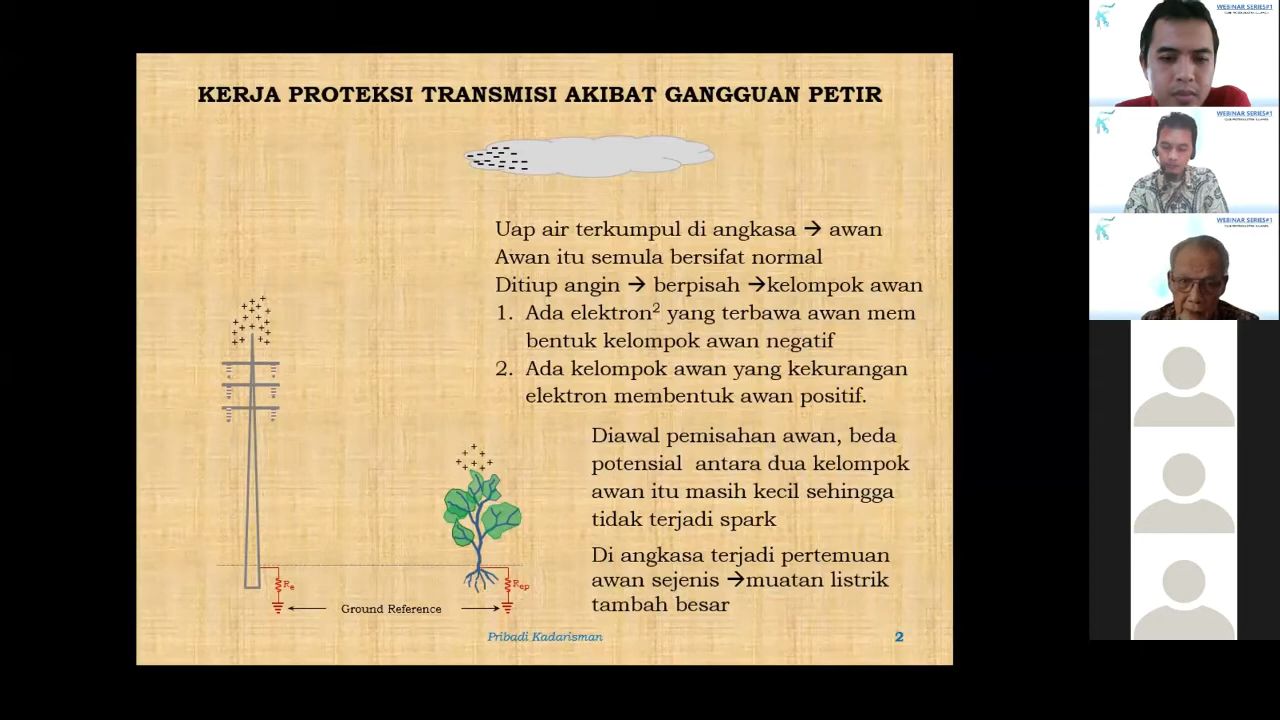 KERJA PROTEKSI TRANSMISI AKIBAT GANGGUAN PETIR
Uap air terkumpul di angkasa → awan
Awan itu semula bersifat normal
Ditiup angin → berpisah →kelompok awan
1. Ada elektron² yang terbawa awan mem
bentuk kelompok awan negatif
2. Ada kelompok awan yang kekurangan
elektron membentuk awan positif.
Diawal pemisahan awan, beda
potensial antara dua kelompok
awan itu masih kecil sehingga
tidak terjadi spark
Di angkasa terjadi pertemuan
awan sejenis →muatan listrik
tambah besar
Re
Rep
Ground Reference
Pribadi Kadarisman
2
WEBINAR SERIES#1
WEBINAR SERIES#1
WEBINAR SERIES#1